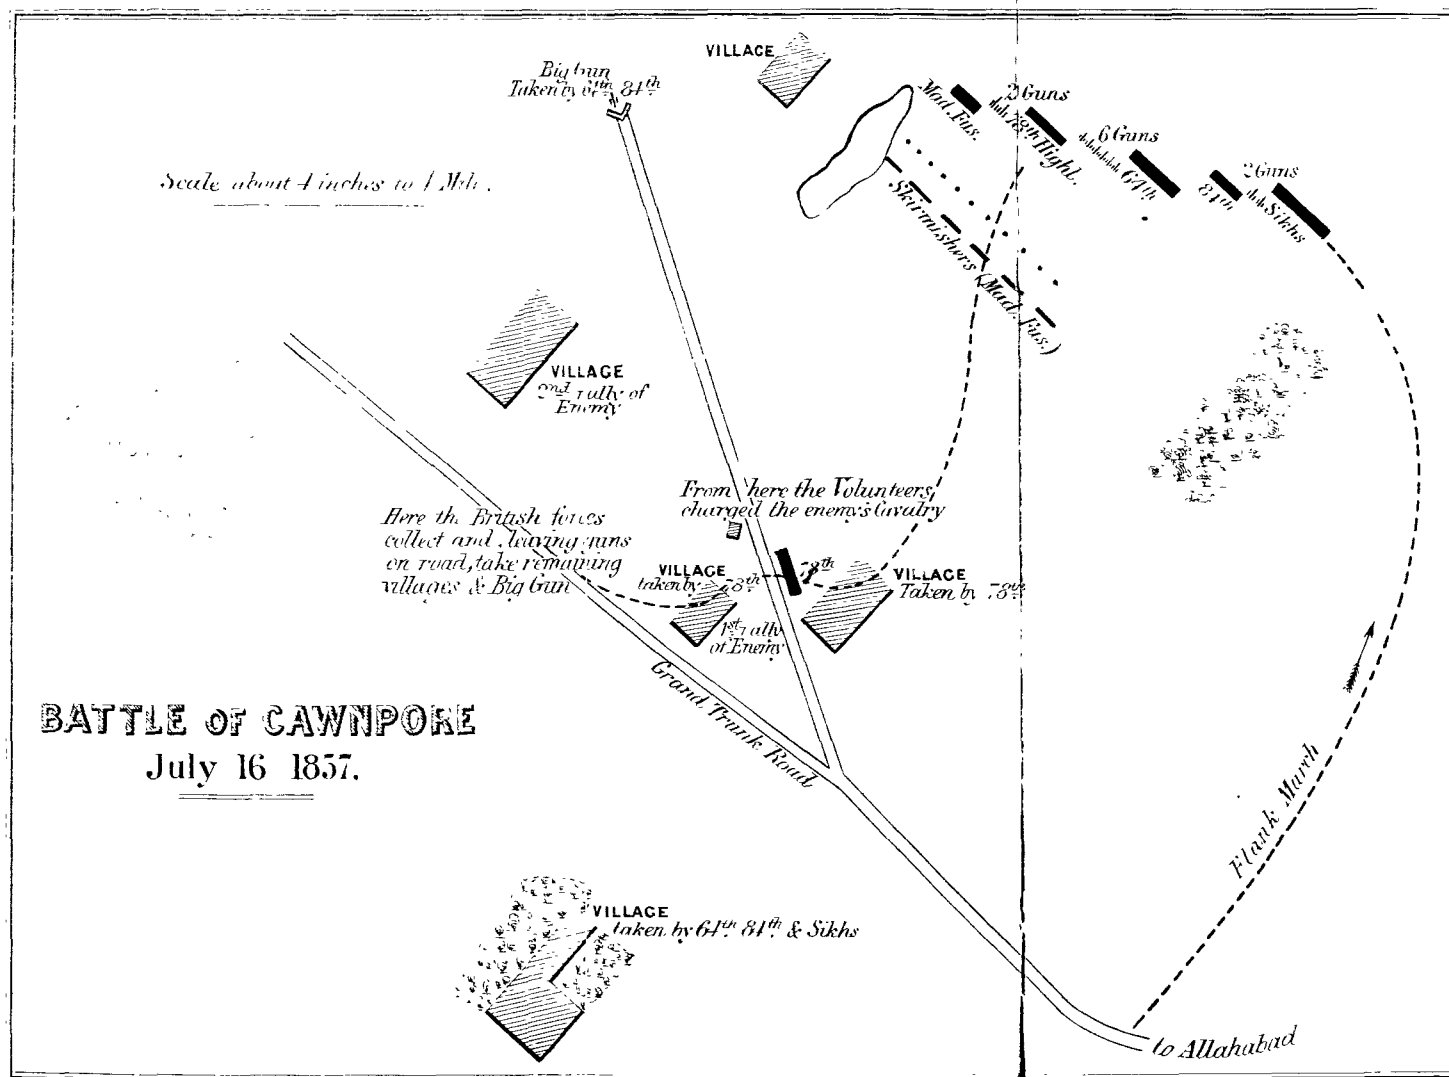 VILLAGE
Big Gun
Taken by 64th 84th
Mad. Fus.
2 Guns
78th Highl.
6 Guns
64th
84th
2 Guns
Sikhs
Scale about 4 inches to 1 Mile.
Skirmishers (Mad. Fus.)
VILLAGE
2nd rally of
Enemy
From here the Volunteers
charged the enemy's Cavalry
Here the British forces
collect and, leaving guns
on road, take remaining
villages & Big Gun
VILLAGE
taken by 78th
78th
VILLAGE
Taken by 78th
1st rally
of Enemy
Grand Trunk Road
BATTLE OF CAWNPORE
July 16 1857.
Flank March
VILLAGE
taken by 64th 84th & Sikhs
to Allahabad